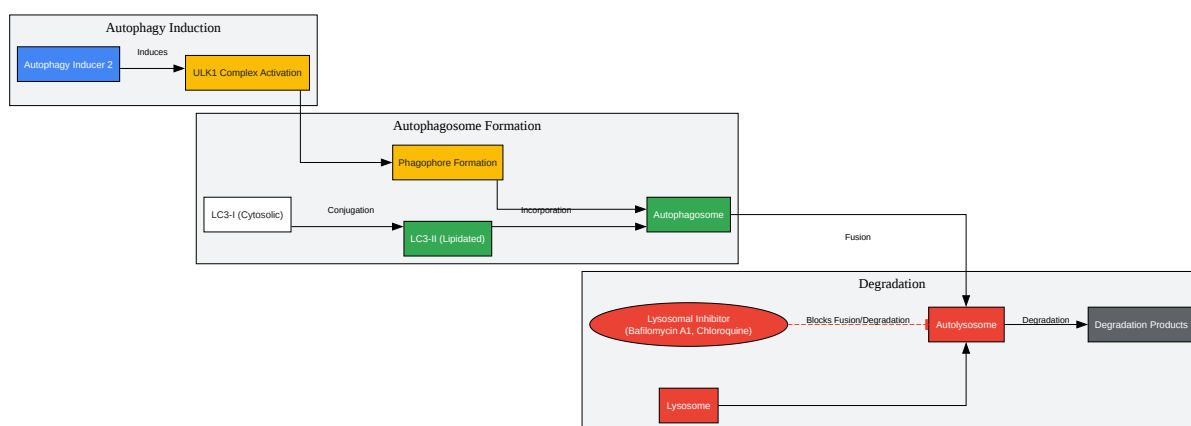 Autophagy Induction
Autophagy Inducer 2
Induces
ULK1 Complex Activation
Autophagosome Formation
Phagophore Formation
LC3-I (Cytosolic)
Conjugation
LC3-II (Lipidated)
Incorporation
Autophagosome
Fusion
Degradation
Lysosomal Inhibitor
(Bafilomycin A1, Chloroquine)
Blocks Fusion/Degradation
Autolysosome
Degradation
Degradation Products
Lysosome